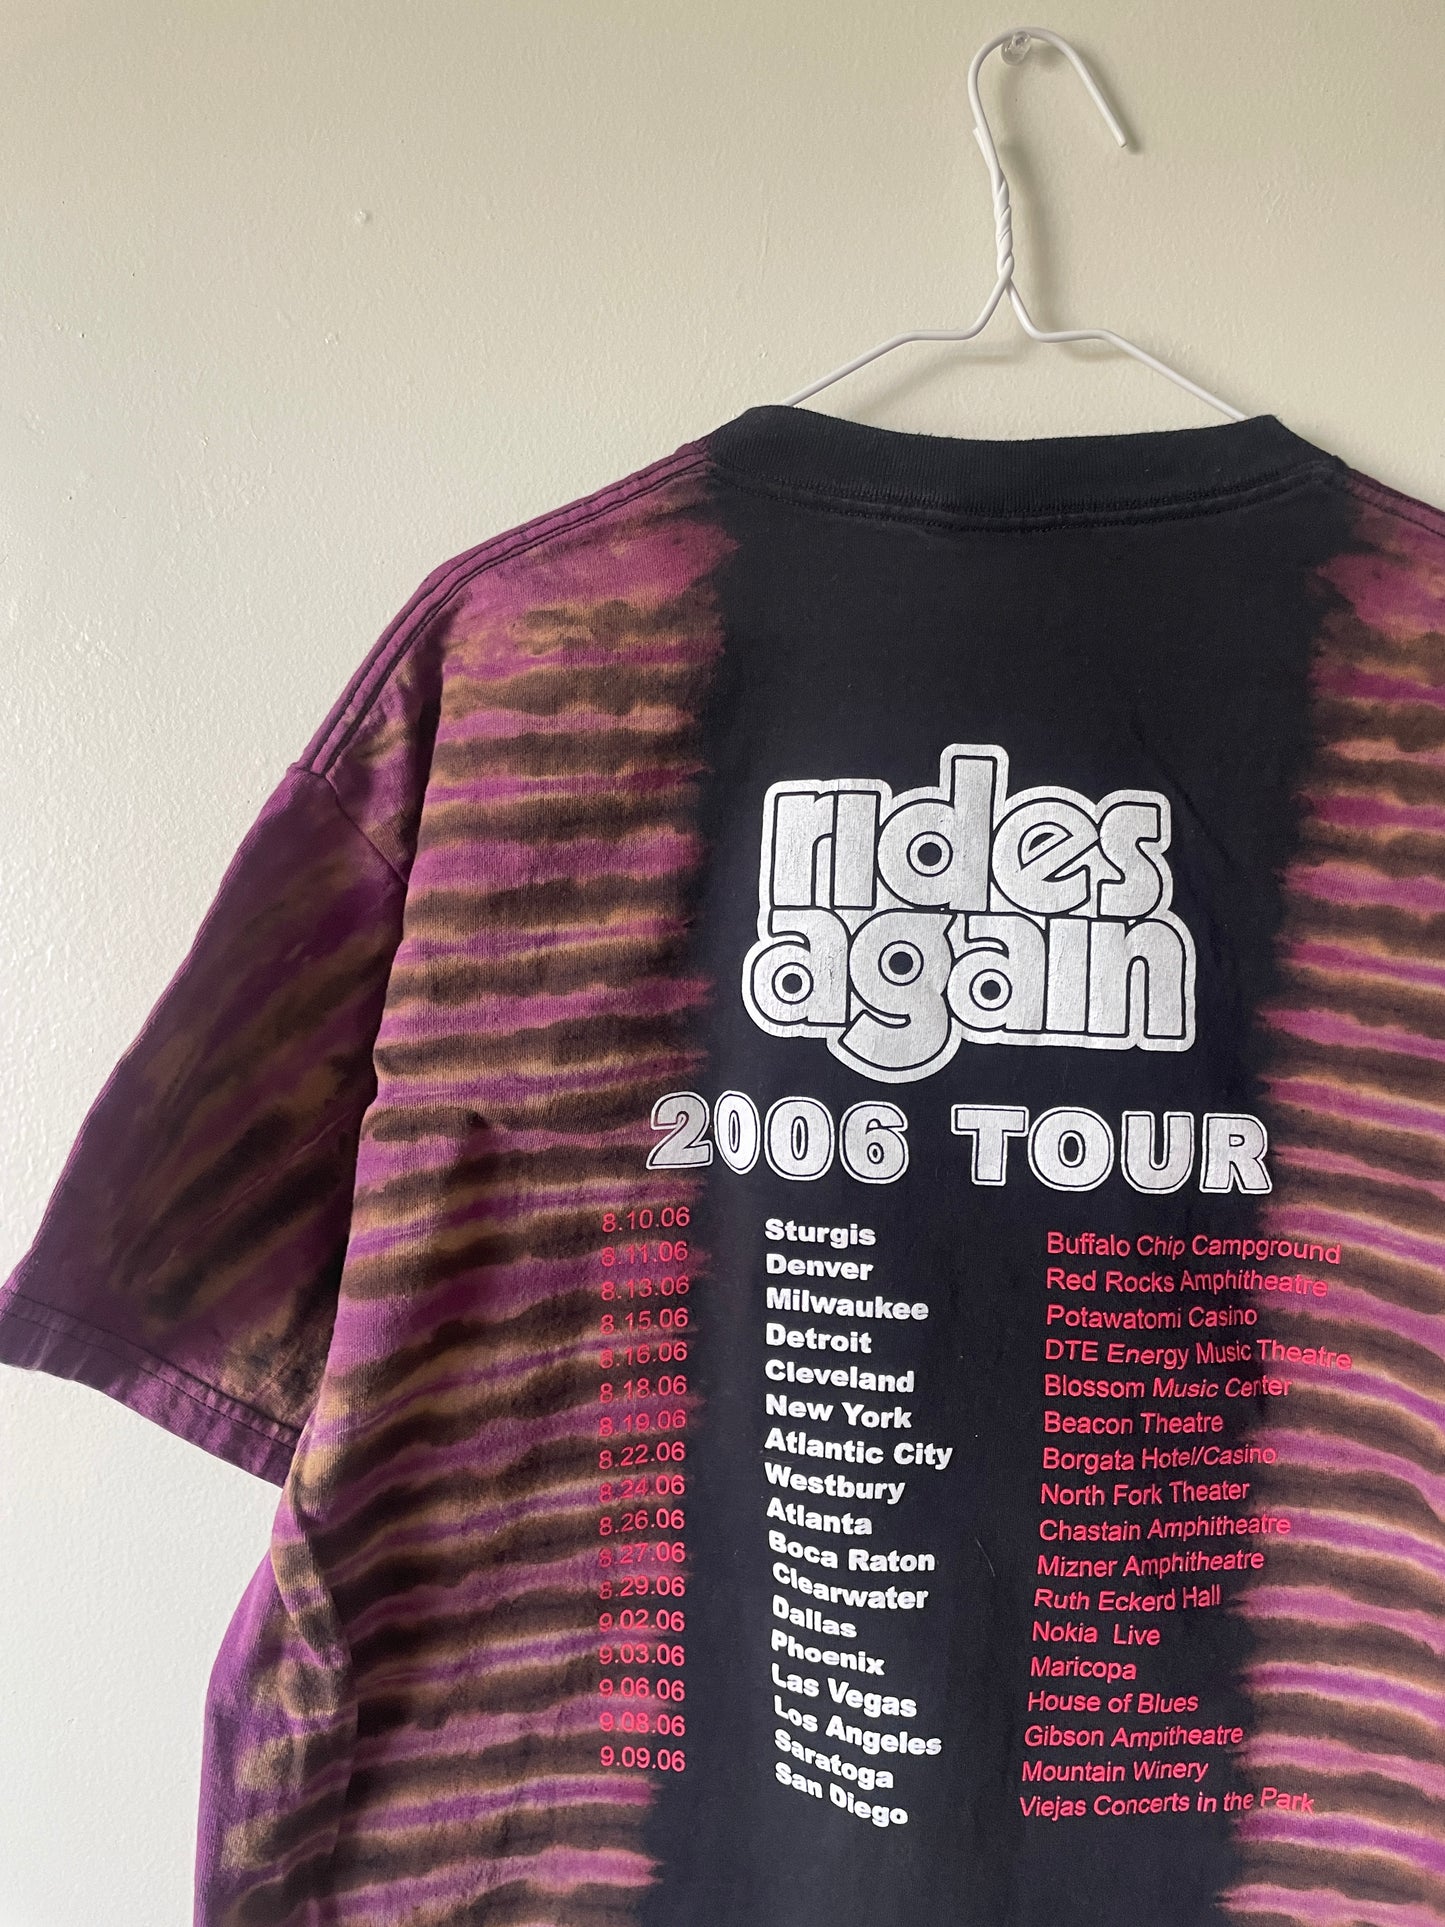 rides
again
2006 TOUR
8.10.06 Sturgis Buffalo Chip Campground
8.11.06 Denver Red Rocks Amphitheatre
8.13.06 Milwaukee Potawatomi Casino
8.15.06 Detroit DTE Energy Music Theatre
8.16.06 Cleveland Blossom Music Center
8.18.06 New York Beacon Theatre
8.19.06 Atlantic City Borgata Hotel/Casino
8.22.06 Westbury North Fork Theater
8.24.06 Atlanta Chastain Amphitheatre
8.26.06 Boca Raton Mizner Amphitheatre
8.27.06 Clearwater Ruth Eckerd Hall
8.29.06 Dallas Nokia Live
9.02.06 Phoenix Maricopa
9.03.06 Las Vegas House of Blues
9.06.06 Los Angeles Gibson Ampitheatre
9.08.06 Saratoga Mountain Winery
9.09.06 San Diego Viejas Concerts in the Park